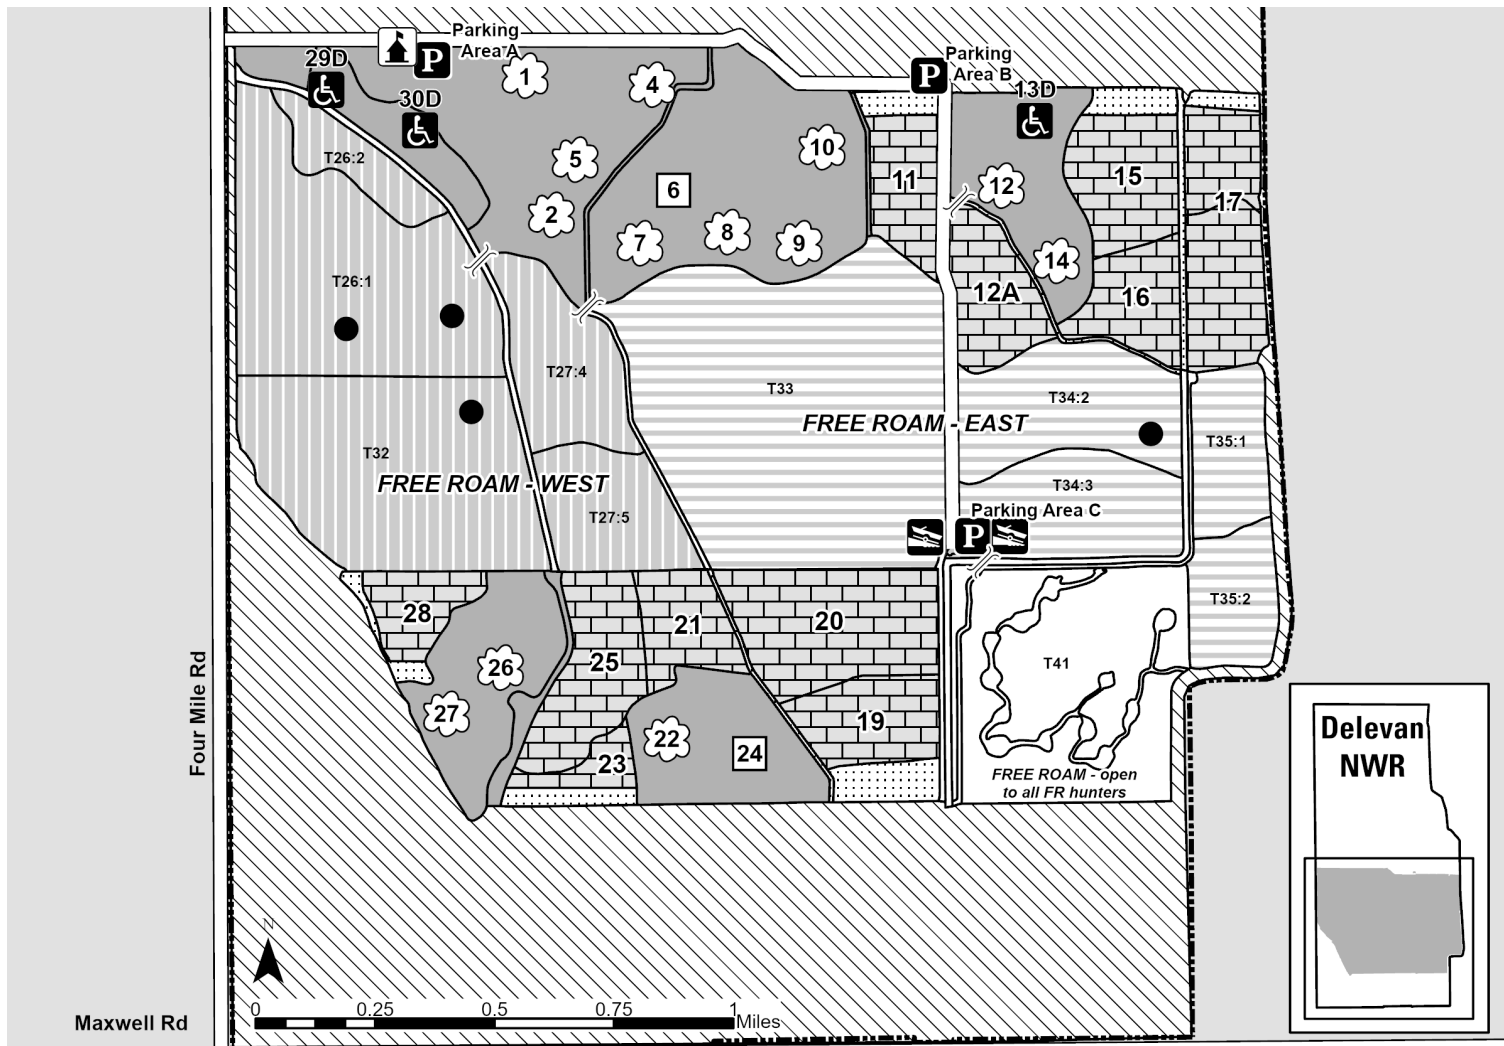 Parking
Area A
P
29D
30D
1
4
Parking
Area B
P
13D
T26:2
5
2
6
10
7
8
9
11
12
15
17
14
12A
16
T26:1
T27:4
T33
T34:2
FREE ROAM - EAST
T35:1
T32
FREE ROAM - WEST
T27:5
T34:3
Parking Area C
P
T35:2
28
26
27
25
21
20
T41
22
23
24
19
FREE ROAM - open
to all FR hunters
Four Mile Rd
Delevan
NWR
N
0 0.25 0.5 0.75 1
Miles
Maxwell Rd